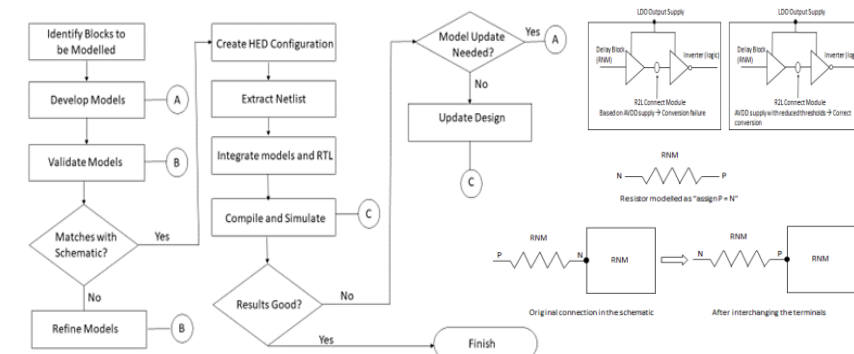 Identify Blocks to
be Modelled
Develop Models
A
Validate Models
B
Matches with
Schematic?
Yes
No
Refine Models
B
Create HED Configuration
Extract Netlist
Integrate models and RTL
Compile and Simulate
C
Results Good?
No
Yes
Finish
Model Update
Needed?
Yes
A
No
Update Design
C
LDO Output Supply
Delay Block
(RNM)
Inverter (logic)
R2L Connect Module
Based on AVDD supply → Conversion failure
LDO Output Supply
Delay Block
(RNM)
Inverter (log
R2L Connect Module
AVDD supply with reduced thresholds → Correct
conversion
RNM
N
P
Resistor modelled as "assign P = N"
RNM
P
N
RNM
Original connection in the schematic
RNM
N
P
RNM
After interchanging the terminals